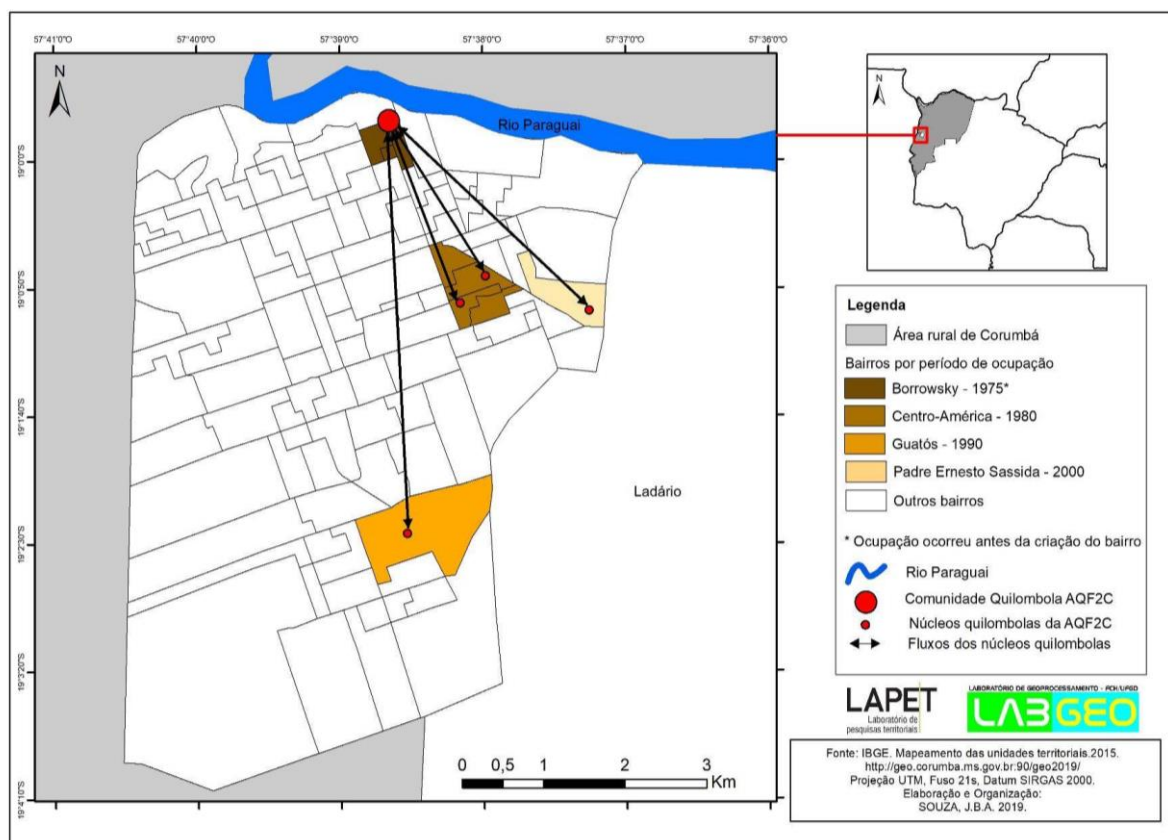 57°41'0"O 57°40'0"O 57°39'0"O 57°38'0"O 57°37'0"O 57°36'0"O
N
Rio Paraguai
19°0'0"S
19°0'50"S
19°1'40"S
19°2'30"S
19°3'20"S
19°4'10"S
Ladário
0 0,5 1 2 3
Km
N
Legenda
Área rural de Corumbá
Bairros por período de ocupação
Borrowsky - 1975*
Centro-América - 1980
Guatós - 1990
Padre Ernesto Sassida - 2000
Outros bairros
* Ocupação ocorreu antes da criação do bairro
Rio Paraguai
Comunidade Quilombola AQF2C
Núcleos quilombolas da AQF2C
Fluxos dos núcleos quilombolas
LAPET
Laboratório de
pesquisas territoriais
LABORATÓRIO DE GEOPROCESSAMENTO - FCH/UFGD
LABGEO
Fonte: IBGE. Mapeamento das unidades territoriais.2015.
http://geo.corumba.ms.gov.br:90/geo2019/
Projeção UTM, Fuso 21s, Datum SIRGAS 2000.
Elaboração e Organização:
SOUZA, J.B.A. 2019.